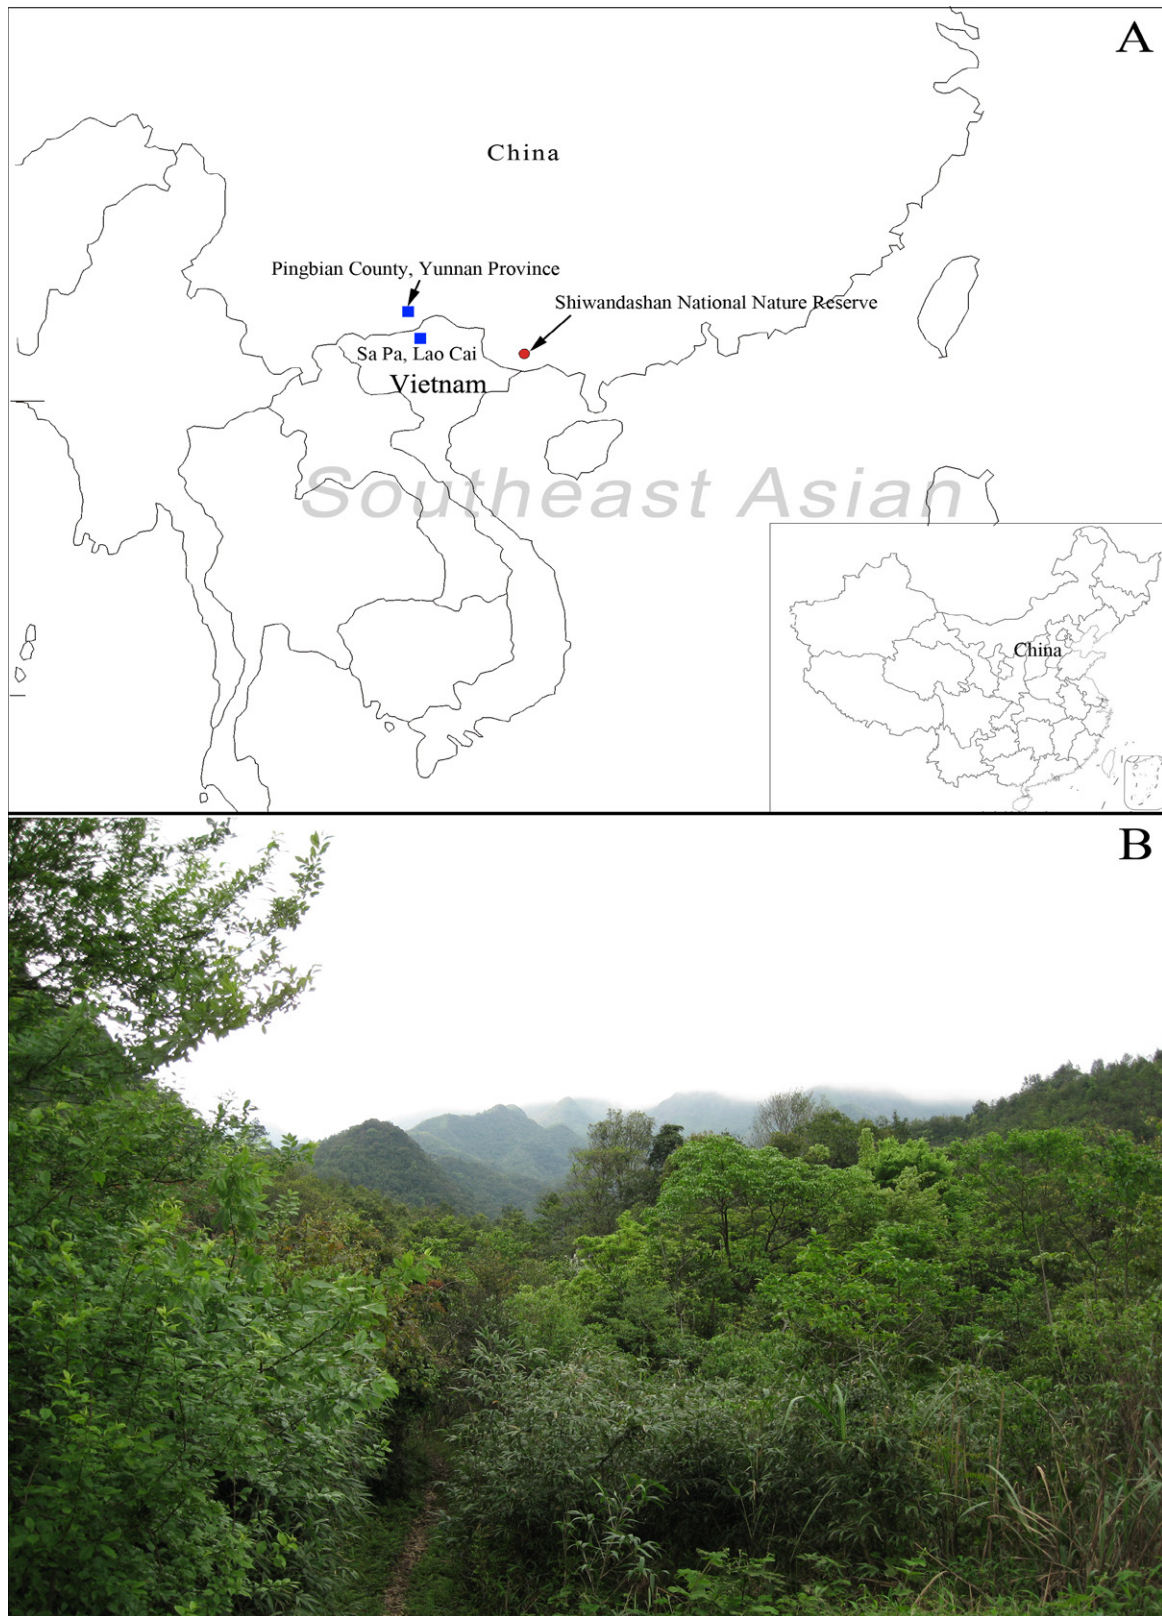 A
China
Pingbian County, Yunnan Province
Shiwandashan National Nature Reserve
Sa Pa, Lao Cai
Vietnam
Southeast Asian
China
B